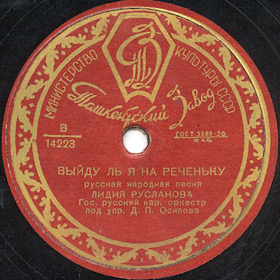 МИНИСТЕРСТВО КУЛЬТУРЫ СССР
Ташкентский Завод
В
14223
ГОСТ 5289-50
ВЫЙДУ ЛЬ Я НА РЕЧЕНЬКУ
русская народная песня
ЛИДИЯ РУСЛАНОВА
Гос. русский нар. оркестр
под упр. Д. П. Осипова